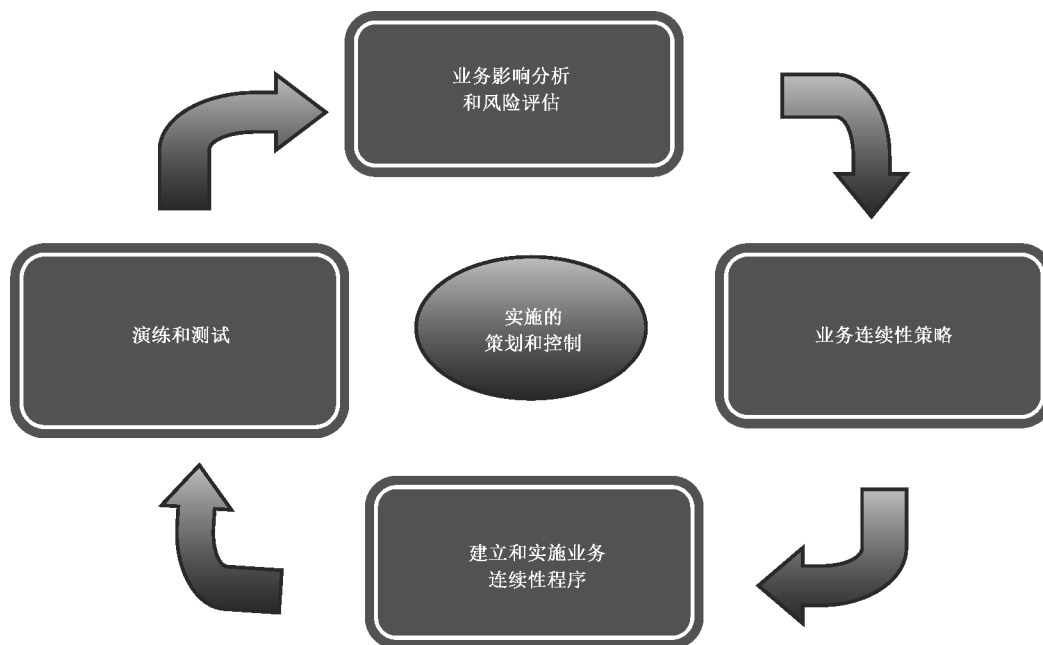 业务影响分析
和风险评估
演练和测试
实施的
策划和控制
业务连续性策略
建立和实施业务
连续性程序